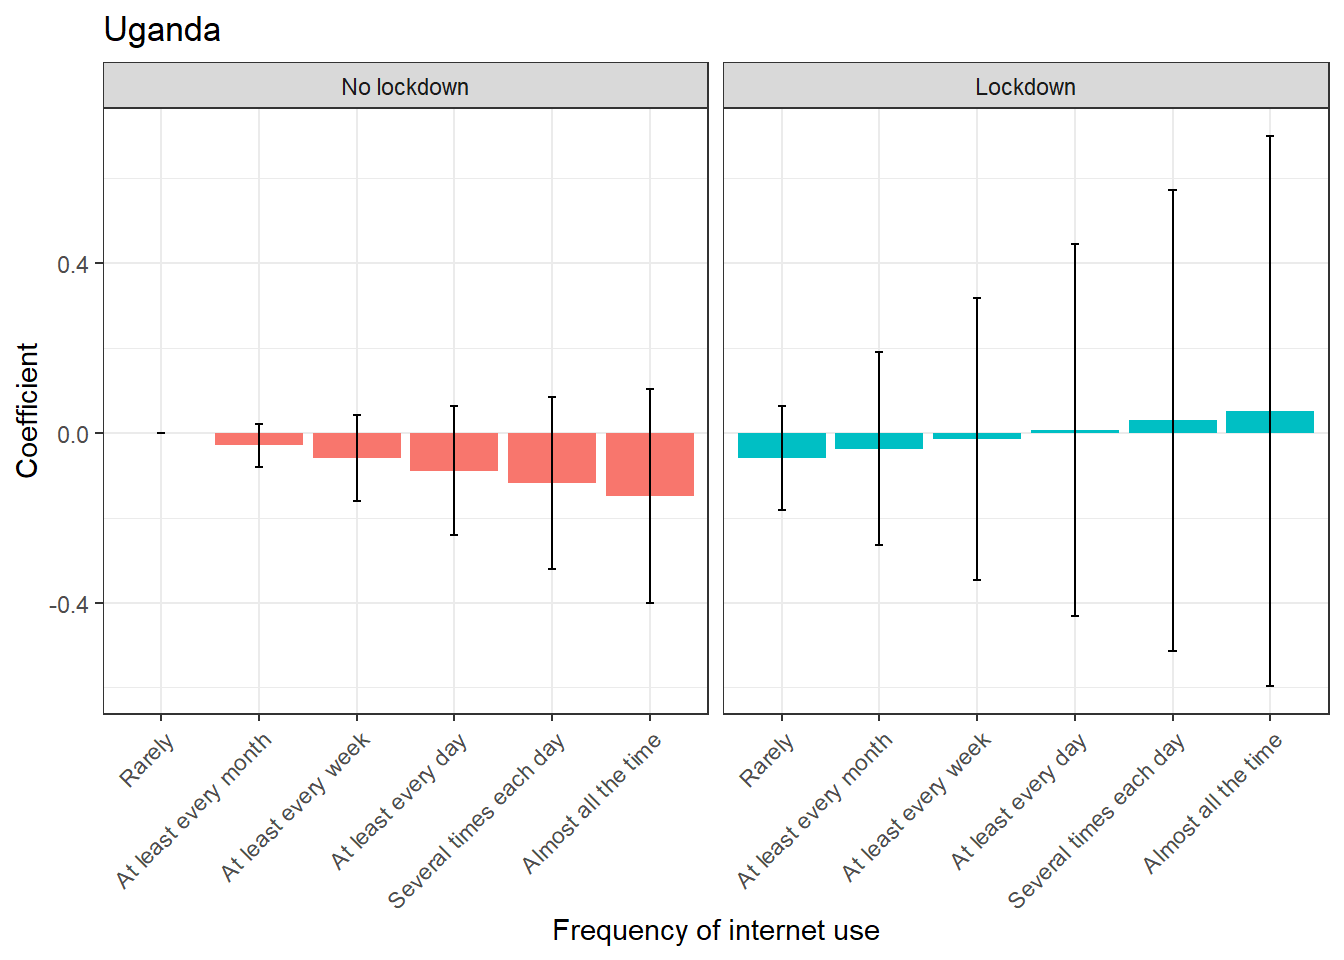 Uganda
No lockdown
Lockdown
Coefficient
0.4
0.0
-0.4
Rarely
At least every month
At least every week
At least every day
Several times each day
Almost all the time
Rarely
At least every month
At least every week
At least every day
Several times each day
Almost all the time
Frequency of internet use